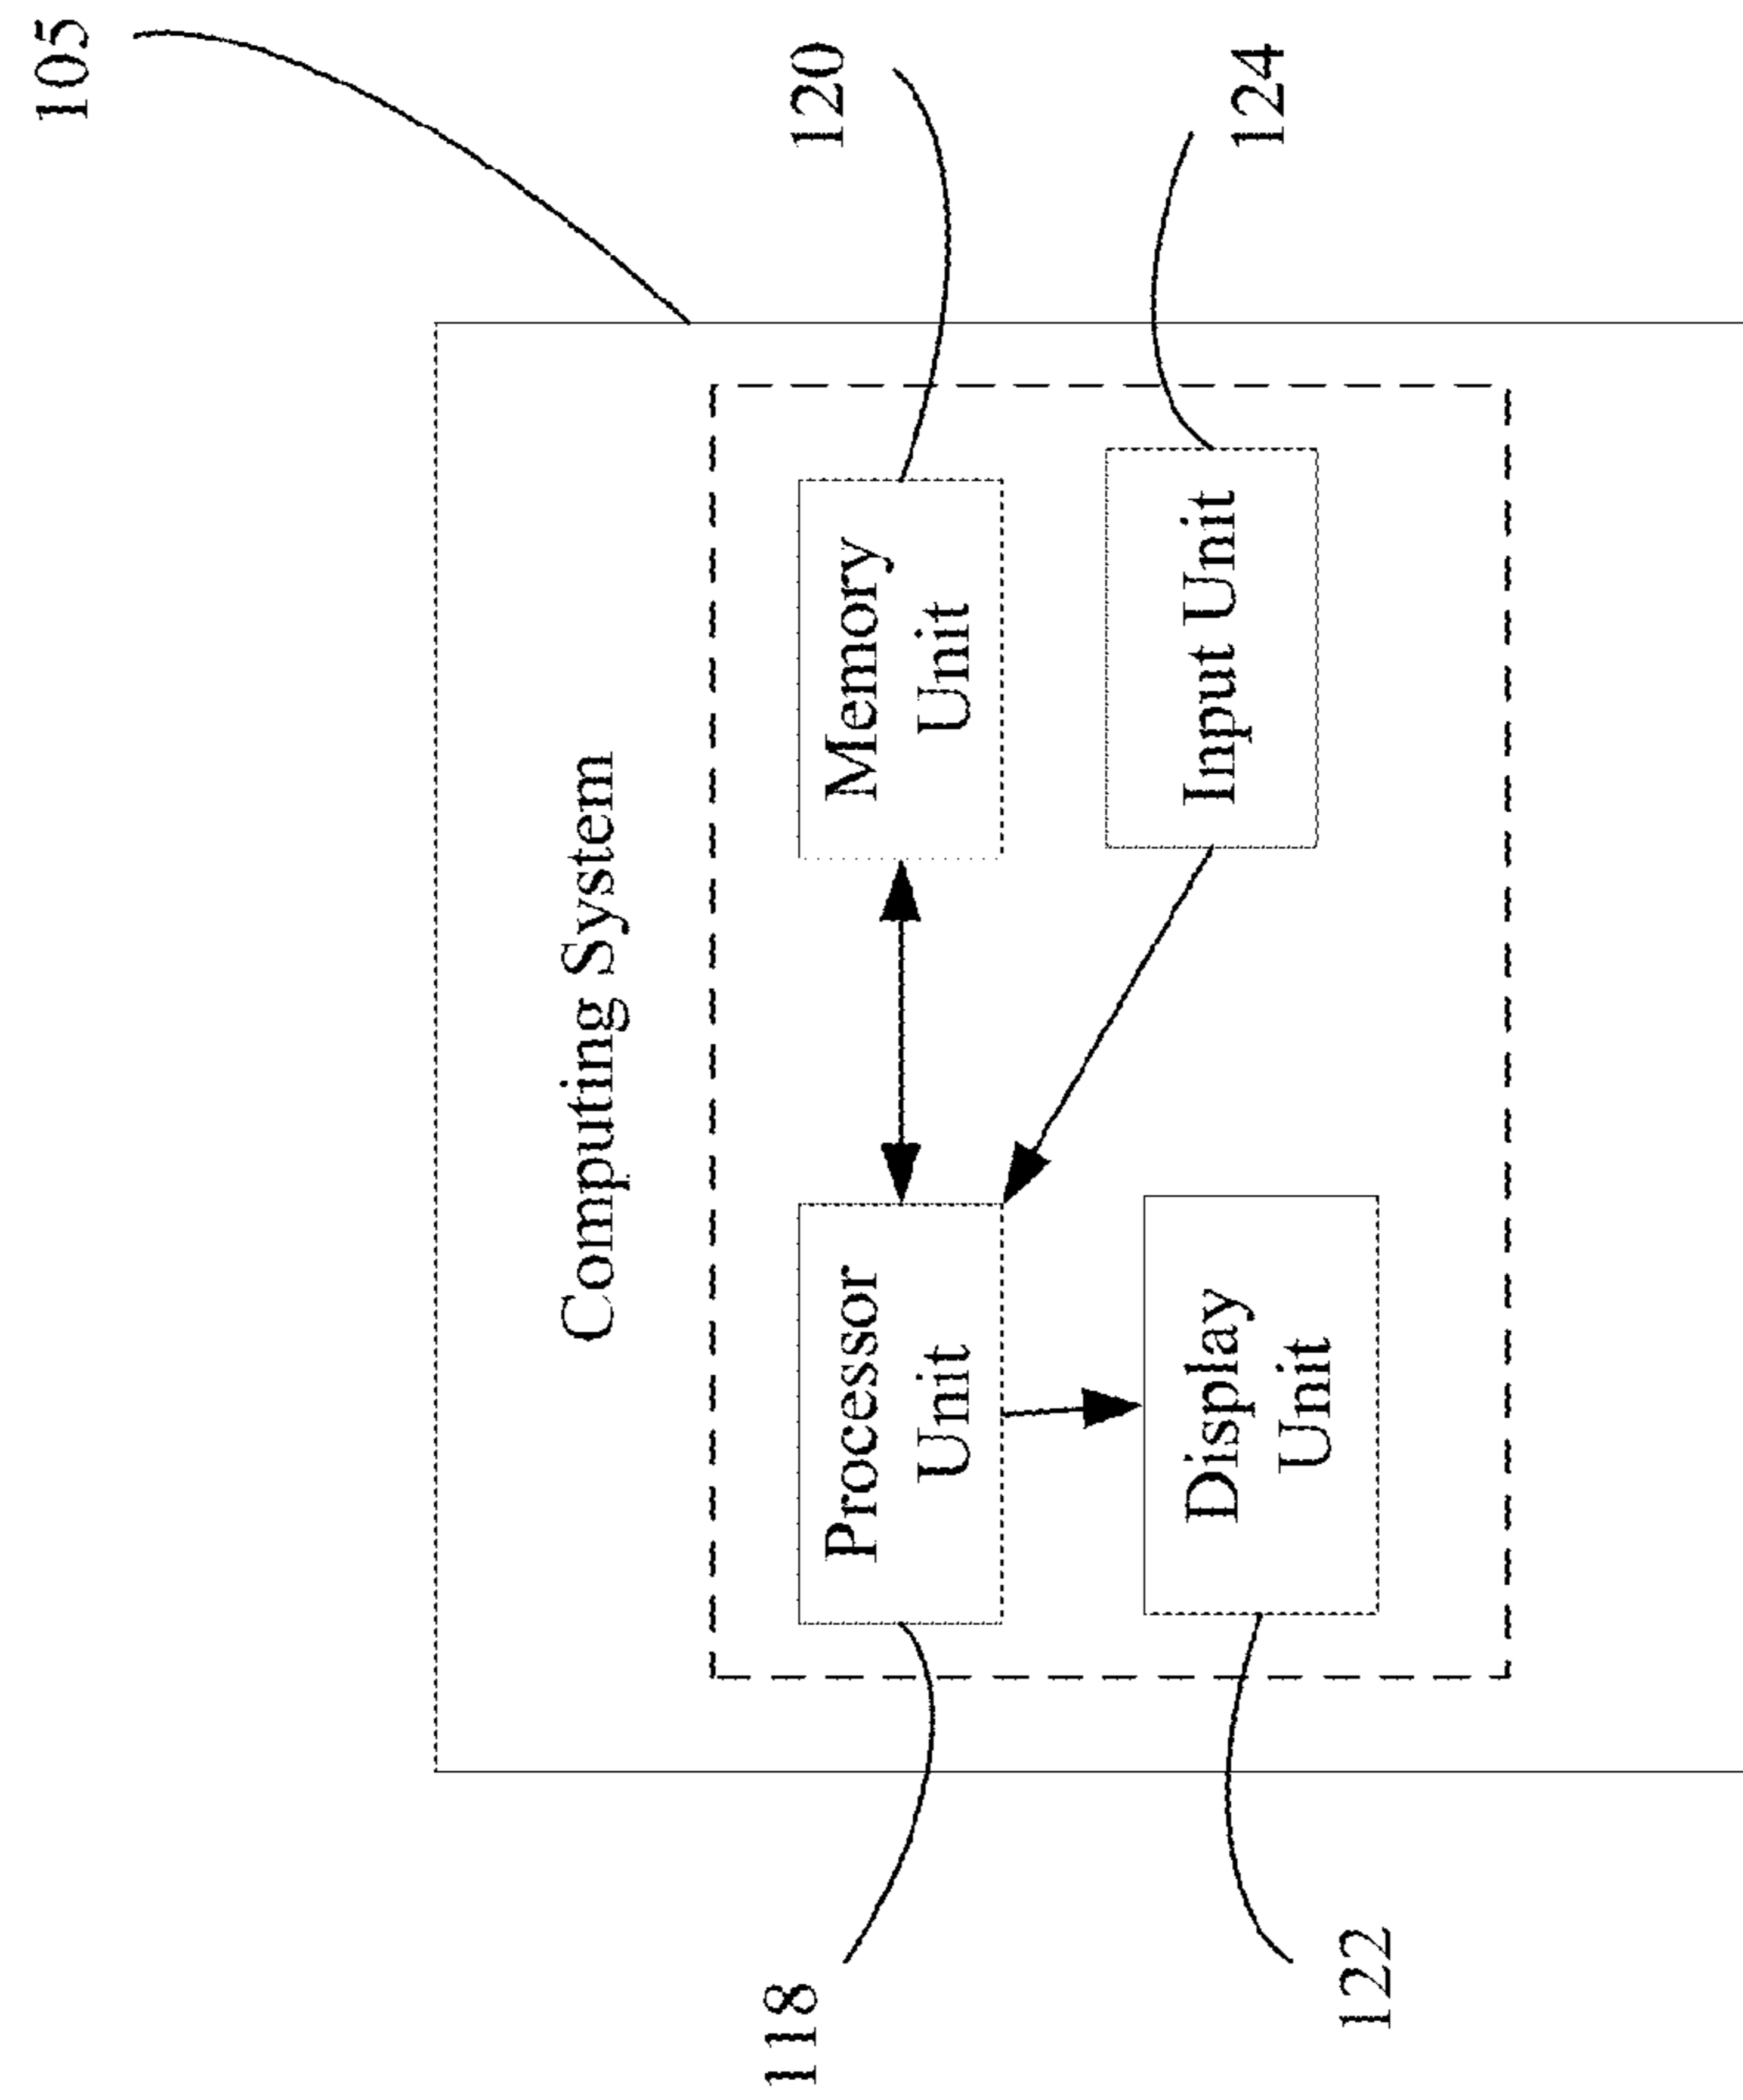 105
Computing System
120
Processor
Unit
Memory
Unit
118
124
Display
Unit
Input Unit
122